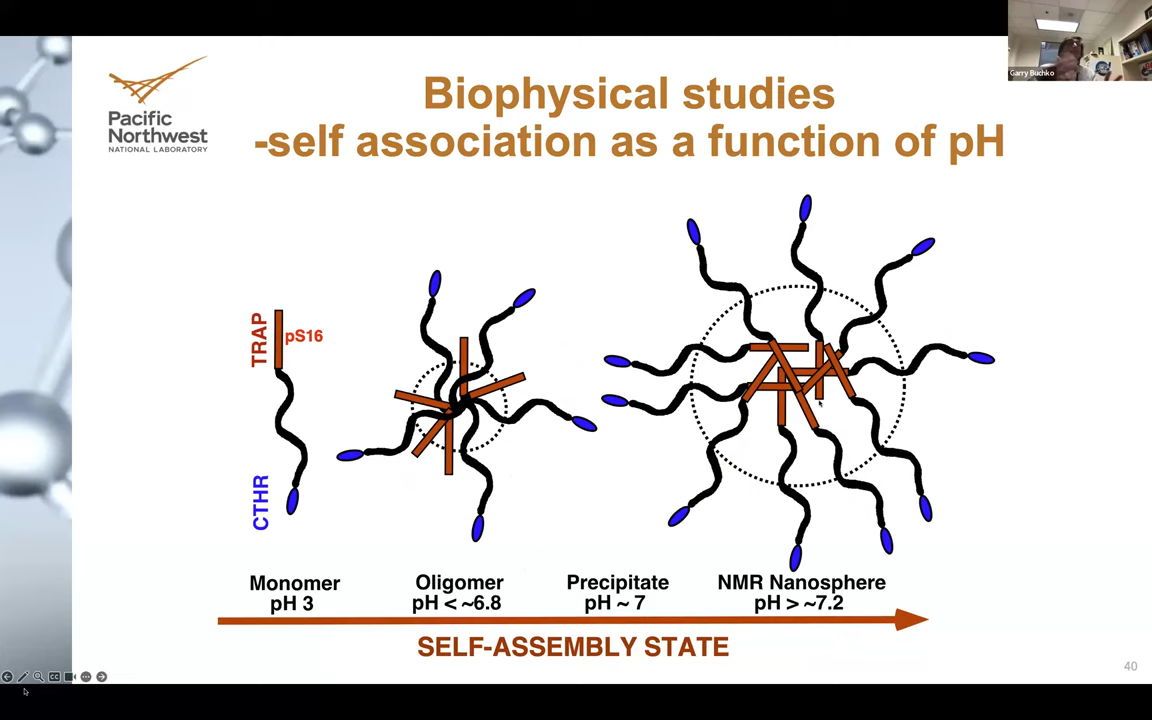 Garry Buchko
Pacific
Northwest
NATIONAL LABORATORY
Biophysical studies
-self association as a function of pH
TRAP
pS16
CTHR
Monomer
pH 3
Oligomer
pH < ~6.8
Precipitate
pH ~ 7
NMR Nanosphere
pH > ~7.2
SELF-ASSEMBLY STATE
40